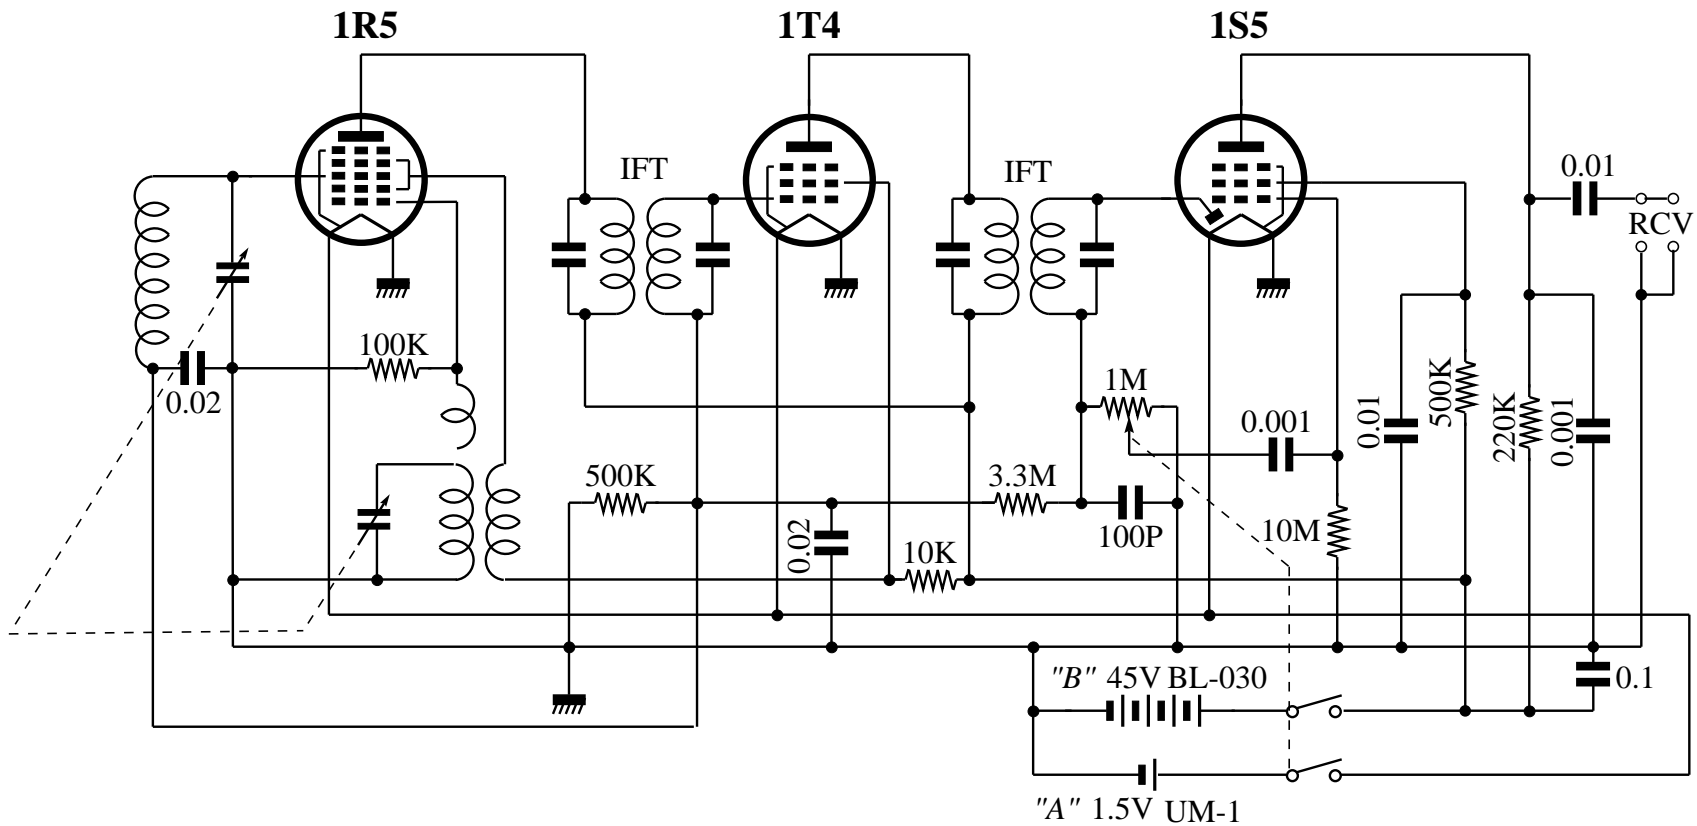 1R5
1T4
1S5
IFT
IFT
0.01
RCV
100K
0.02
1M
0.001
0.01
500K
220K
0.001
500K
3.3M
0.02
100P
10M
10K
"B" 45V BL-030
0.1
"A" 1.5V UM-1